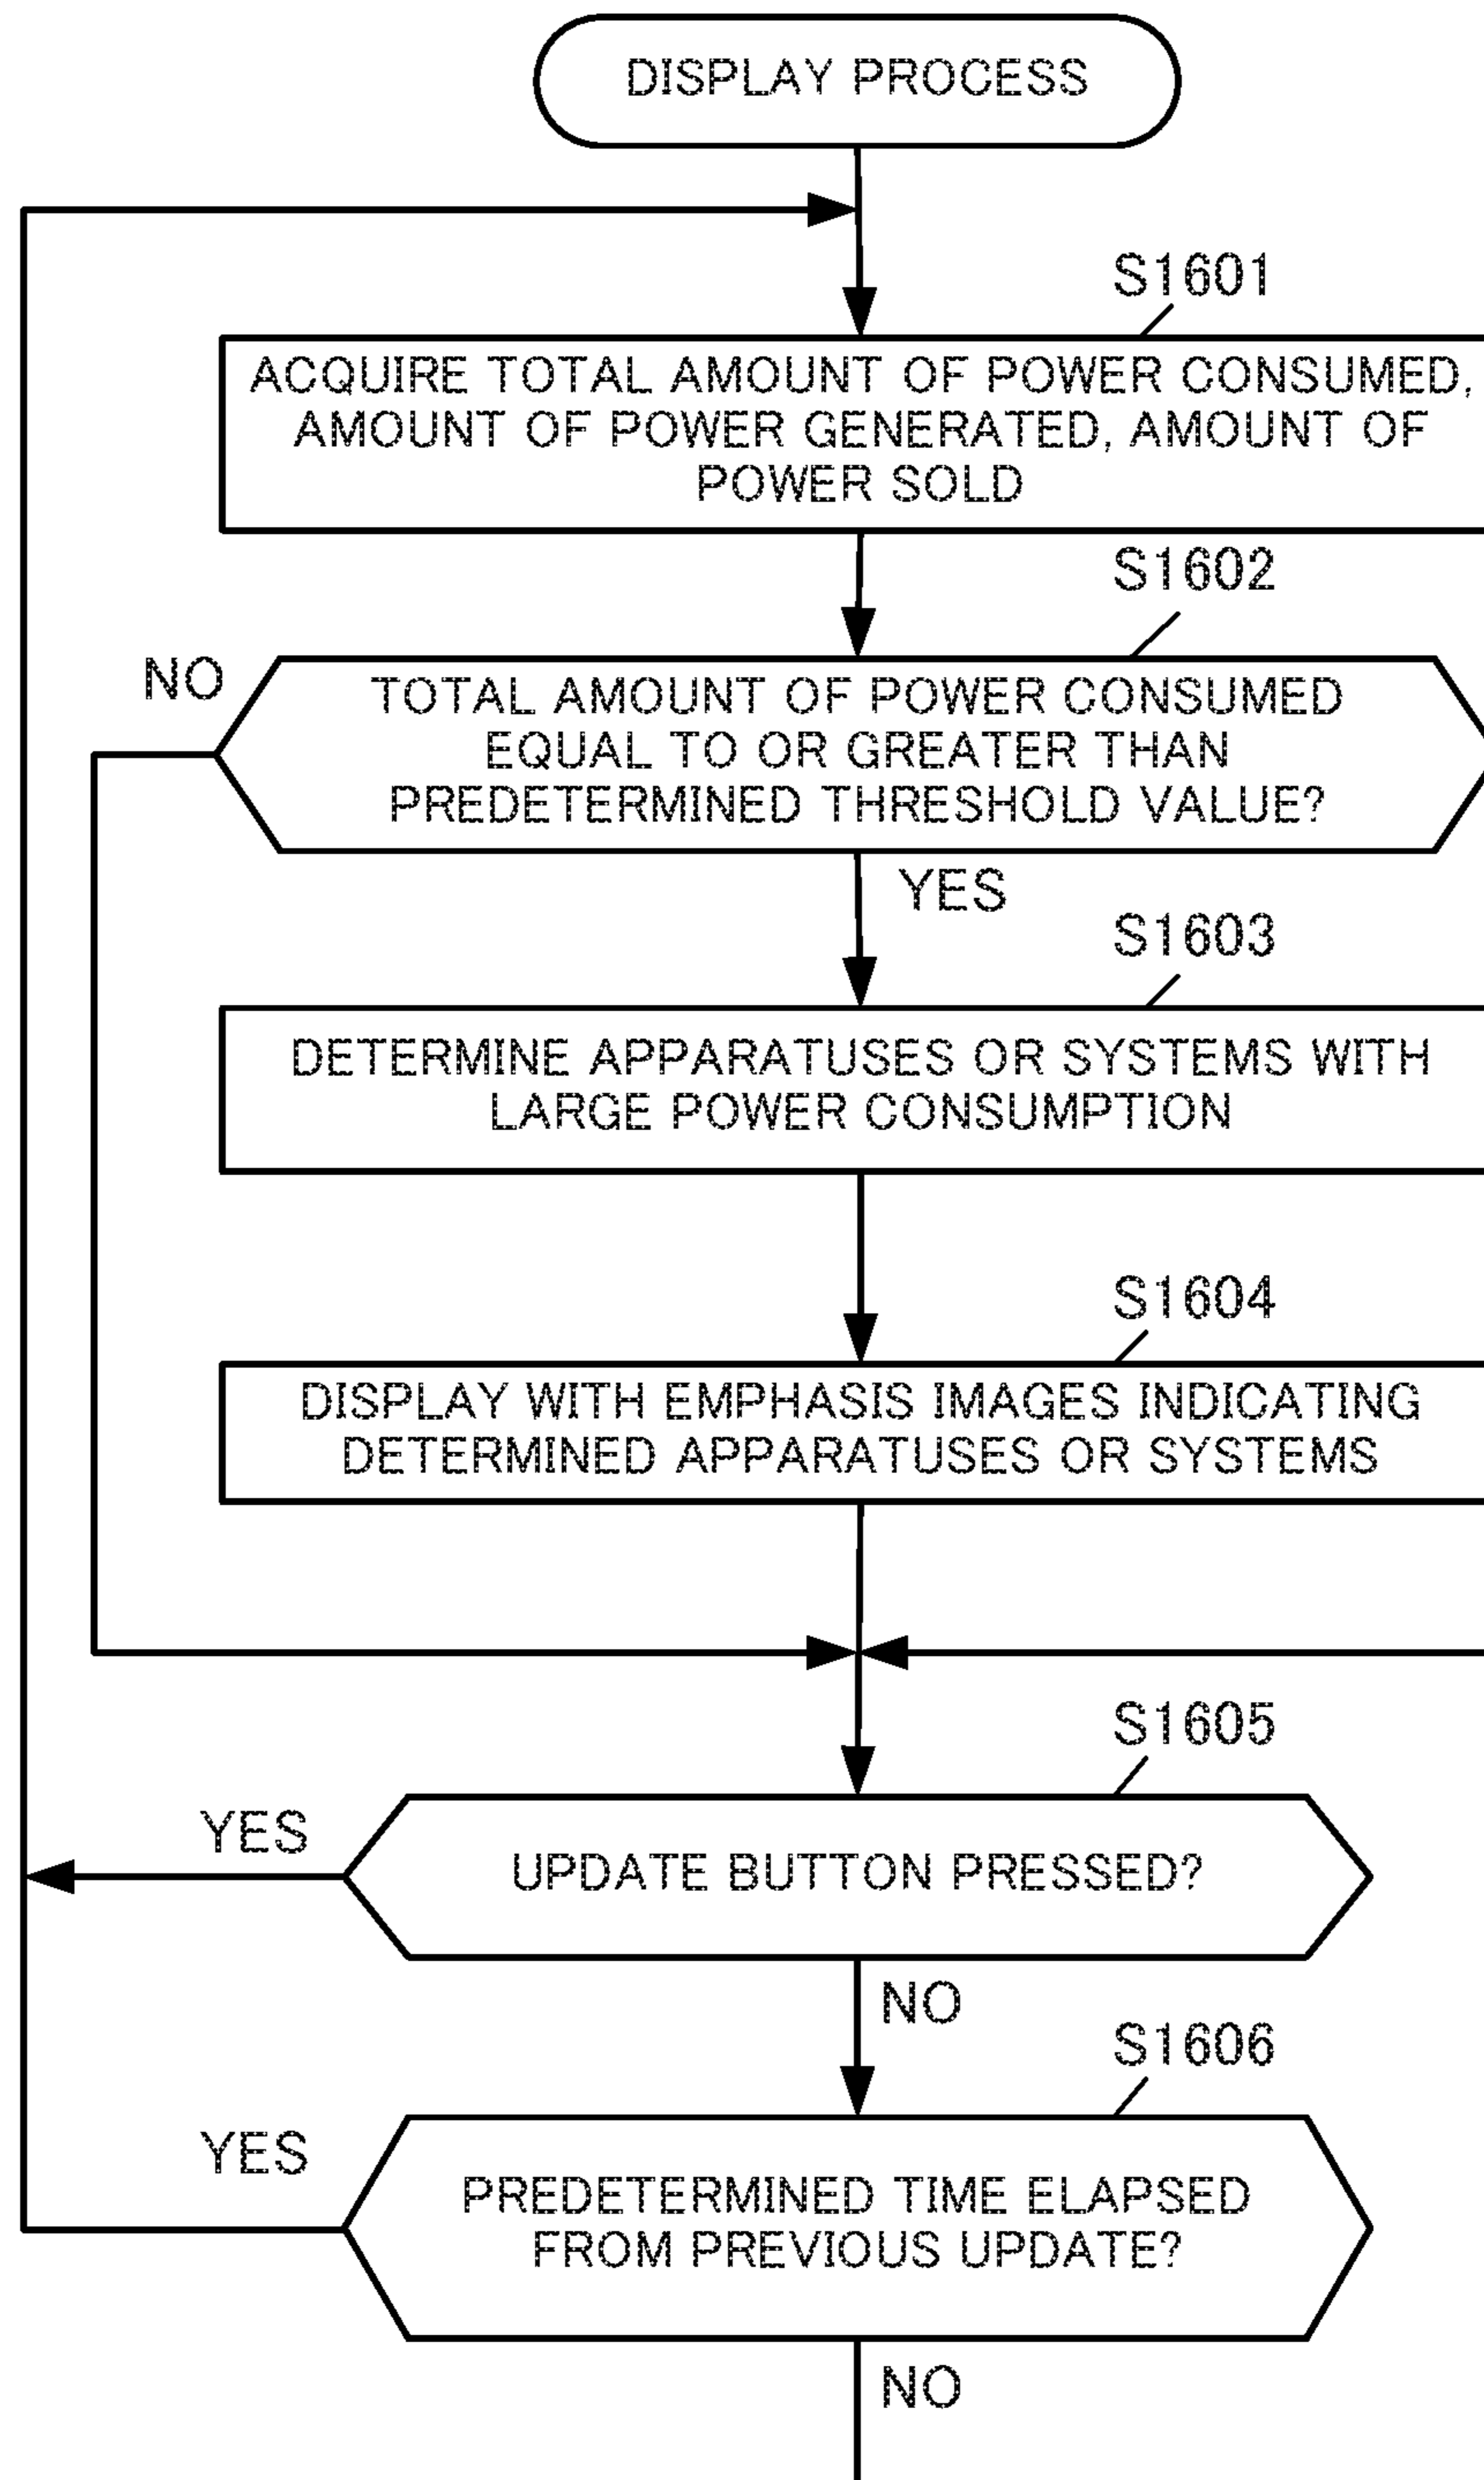 DISPLAY PROCESS
S1601
ACQUIRE TOTAL AMOUNT OF POWER CONSUMED,
AMOUNT OF POWER GENERATED, AMOUNT OF
POWER SOLD
S1602
NO
TOTAL AMOUNT OF POWER CONSUMED
EQUAL TO OR GREATER THAN
PREDETERMINED THRESHOLD VALUE?
YES
S1603
DETERMINE APPARATUSES OR SYSTEMS WITH
LARGE POWER CONSUMPTION
S1604
DISPLAY WITH EMPHASIS IMAGES INDICATING
DETERMINED APPARATUSES OR SYSTEMS
S1605
YES
UPDATE BUTTON PRESSED?
NO
S1606
YES
PREDETERMINED TIME ELAPSED
FROM PREVIOUS UPDATE?
NO